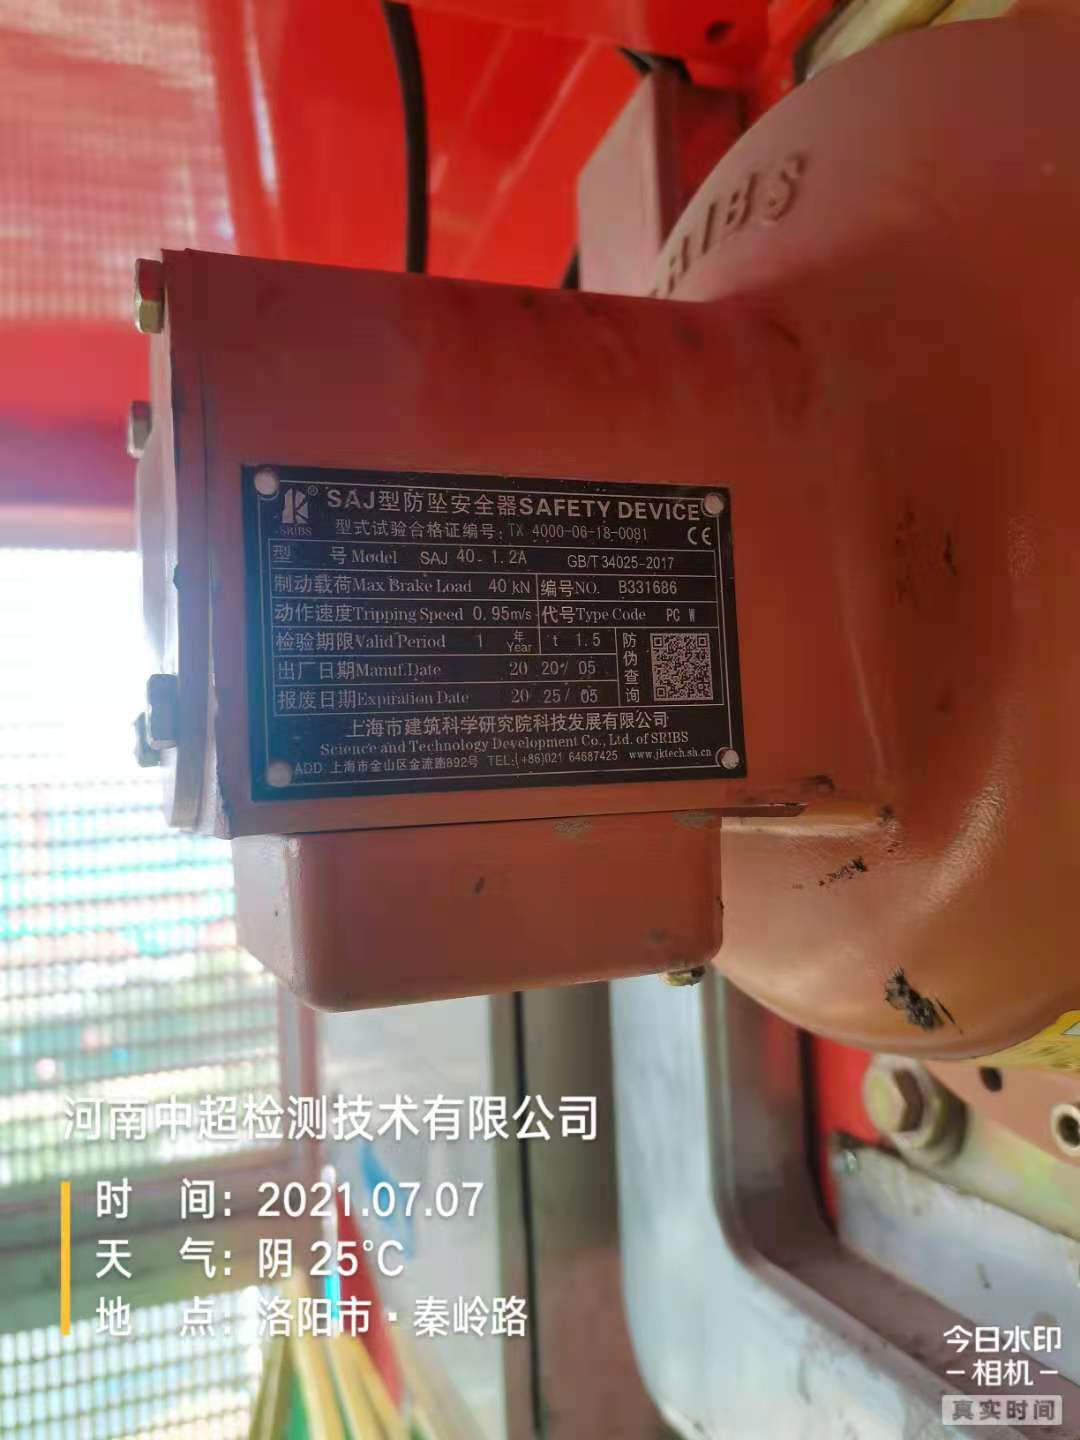 SRIBS
SRIBS
SAJ型防坠安全器SAFETY DEVICE
型式试验合格证编号: TX 4000-06-18-0081
CE
型 号Model SAJ 40-1.2A GB/T 34025-2017
制动载荷Max Brake Load 40 kN 编号NO. B331686
动作速度Tripping Speed 0.95m/s 代号Type Code PC W
检验期限Valid Period 1 年Year t 1.5
出厂日期Manuf.Date 20 20/ 05
报废日期Expiration Date 20 25/ 05
防伪查询
上海市建筑科学研究院科技发展有限公司
Science and Technology Development Co., Ltd. of SRIBS
ADD: 上海市金山区金流路892号 TEL:(+86)021 64687425 www.jktech.sh.cn
河南中超检测技术有限公司
时 间: 2021.07.07
天 气: 阴 25℃
地 点: 洛阳市·秦岭路
今日水印
-相机-
真实时间